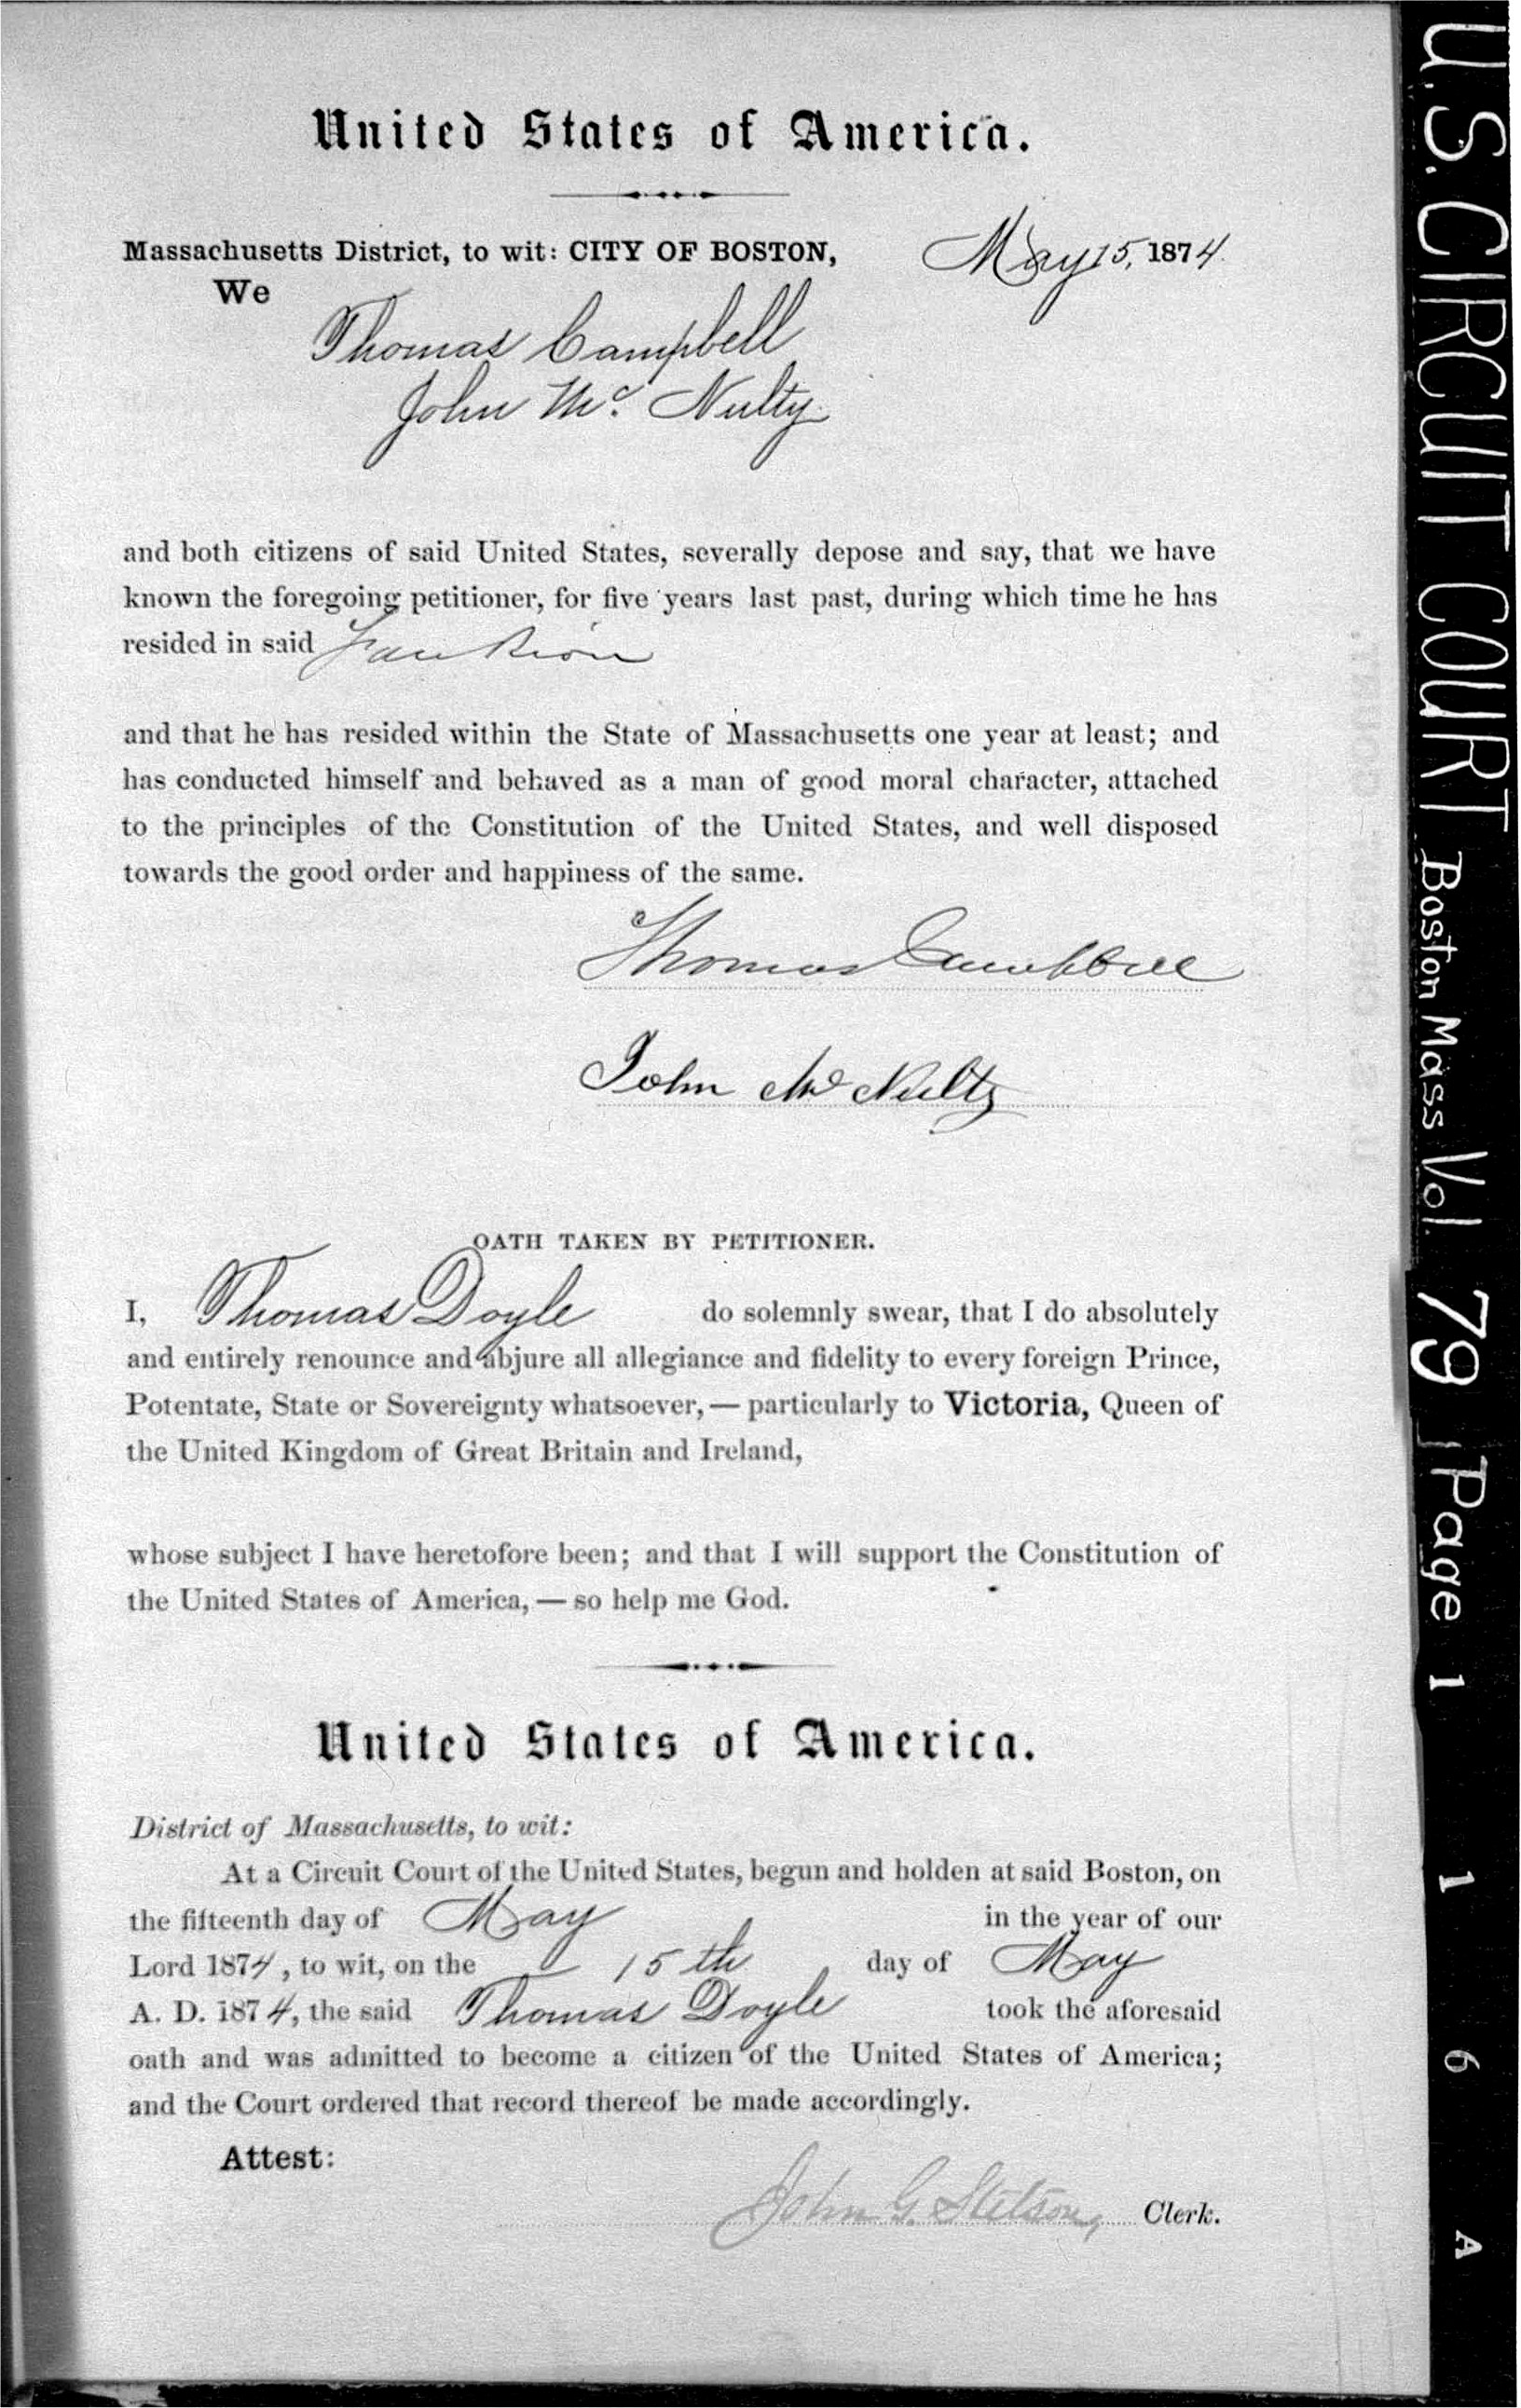 United States of America.
Massachusetts District, to wit: CITY OF BOSTON, May 15, 1874.
We
Thomas Campbell
John Mc. Nulty
and both citizens of said United States, severally depose and say, that we have
known the foregoing petitioner, for five years last past, during which time he has
resided in said
and that he has resided within the State of Massachusetts one year at least; and
has conducted himself and behaved as a man of good moral character, attached
to the principles of the Constitution of the United States, and well disposed
towards the good order and happiness of the same.
Thomas Campbell
John Mc Nulty
OATH TAKEN BY PETITIONER.
I, Thomas Doyle do solemnly swear, that I do absolutely
and entirely renounce and abjure all allegiance and fidelity to every foreign Prince,
Potentate, State or Sovereignty whatsoever, — particularly to Victoria, Queen of
the United Kingdom of Great Britain and Ireland,
whose subject I have heretofore been; and that I will support the Constitution of
the United States of America, — so help me God.
United States of America.
District of Massachusetts, to wit:
At a Circuit Court of the United States, begun and holden at said Boston, on
the fifteenth day of May in the year of our
Lord 1874, to wit, on the 15th day of May
A. D. 1874, the said Thomas Doyle took the aforesaid
oath and was admitted to become a citizen of the United States of America;
and the Court ordered that record thereof be made accordingly.
Attest:
John G. Stetson, Clerk.
U.S. CIRCUIT COURT Boston Mass Vol. 79 Page 1 1 6 A